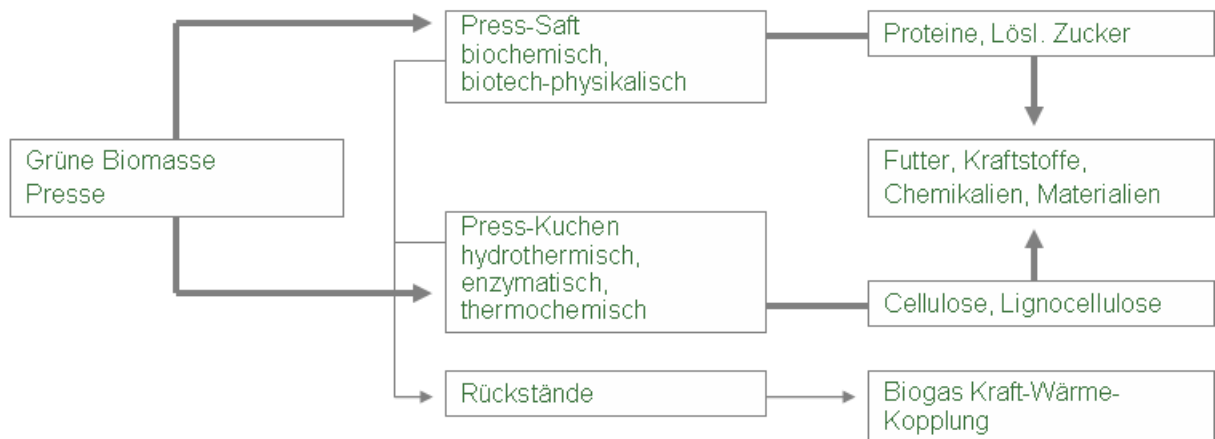 Press-Saft
biochemisch,
biotech-physikalisch
Proteine, Lösl. Zucker
Grüne Biomasse
Presse
Futter, Kraftstoffe,
Chemikalien, Materialien
Press-Kuchen
hydrothermisch,
enzymatisch,
thermochemisch
Cellulose, Lignocellulose
Rückstände
Biogas Kraft-Wärme-
Kopplung